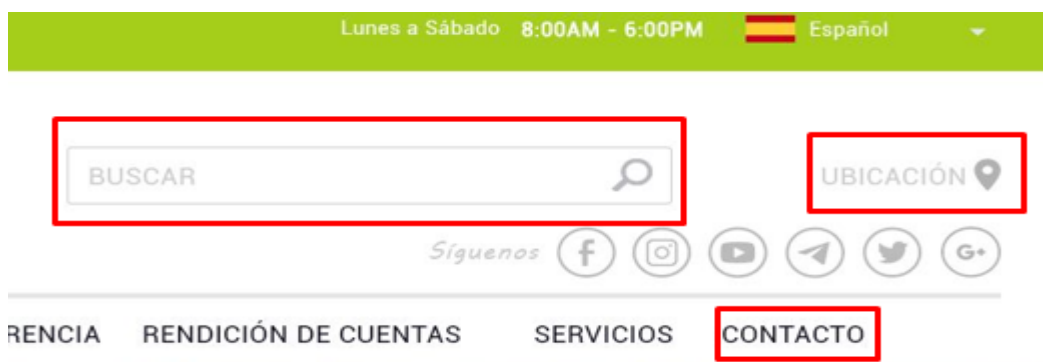 Lunes a Sábado 8:00AM - 6:00PM Español
BUSCAR UBICACIÓN
Síguenos f G+
RENCIA RENDICIÓN DE CUENTAS SERVICIOS CONTACTO